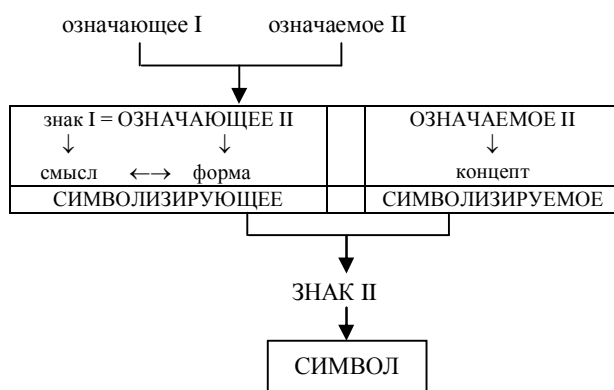 означающее I означаемое II
знак I = ОЗНАЧАЮЩЕЕ II ОЗНАЧАЕМОЕ II
↓ ↓ ↓
смысл ←→ форма концепт
СИМВОЛИЗИРУЮЩЕЕ СИМВОЛИЗИРУЕМОЕ
ЗНАК II
СИМВОЛ